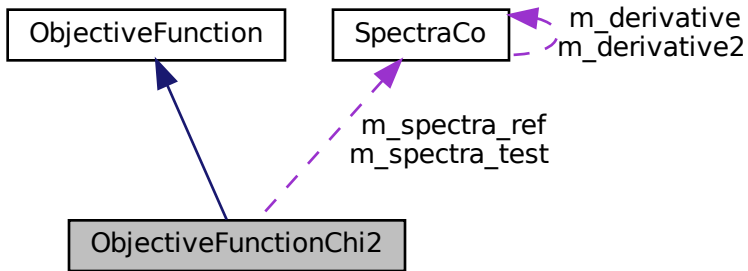 ObjectiveFunction
SpectraCo
m_derivative
m_derivative2
m_spectra_ref
m_spectra_test
ObjectiveFunctionChi2